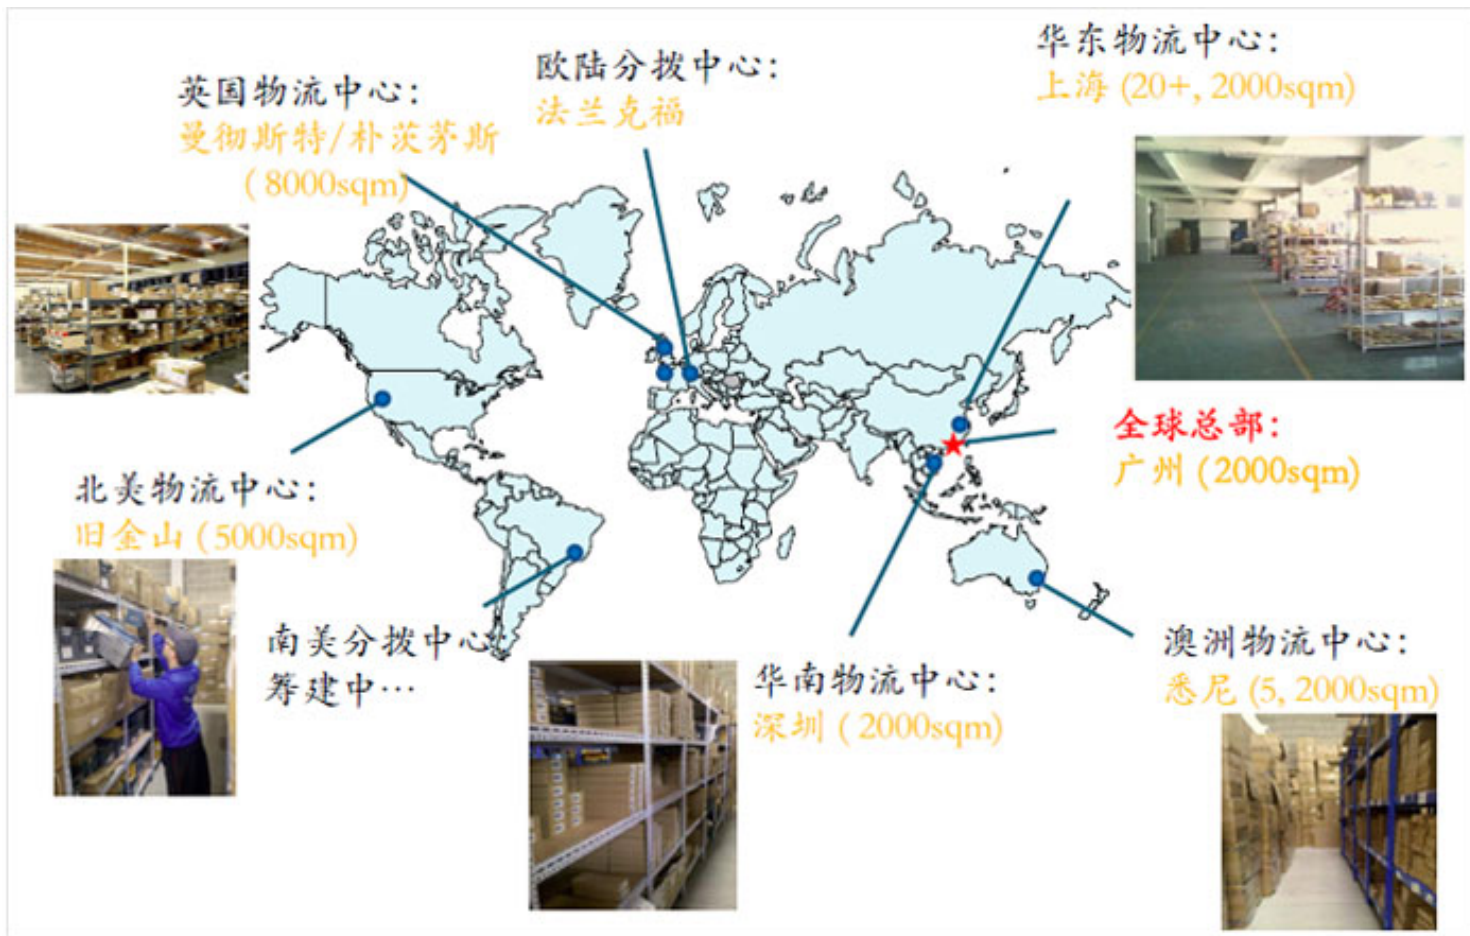 华东物流中心：
上海 (20+, 2000sqm)
欧陆分拨中心：
法兰克福
英国物流中心：
曼彻斯特/朴茨茅斯
( 8000sqm)
全球总部：
广州 ( 2000sqm)
北美物流中心：
旧金山 ( 5000sqm)
南美分拨中心：
筹建中…
华南物流中心：
深圳 ( 2000sqm)
澳洲物流中心：
悉尼 (5, 2000sqm)